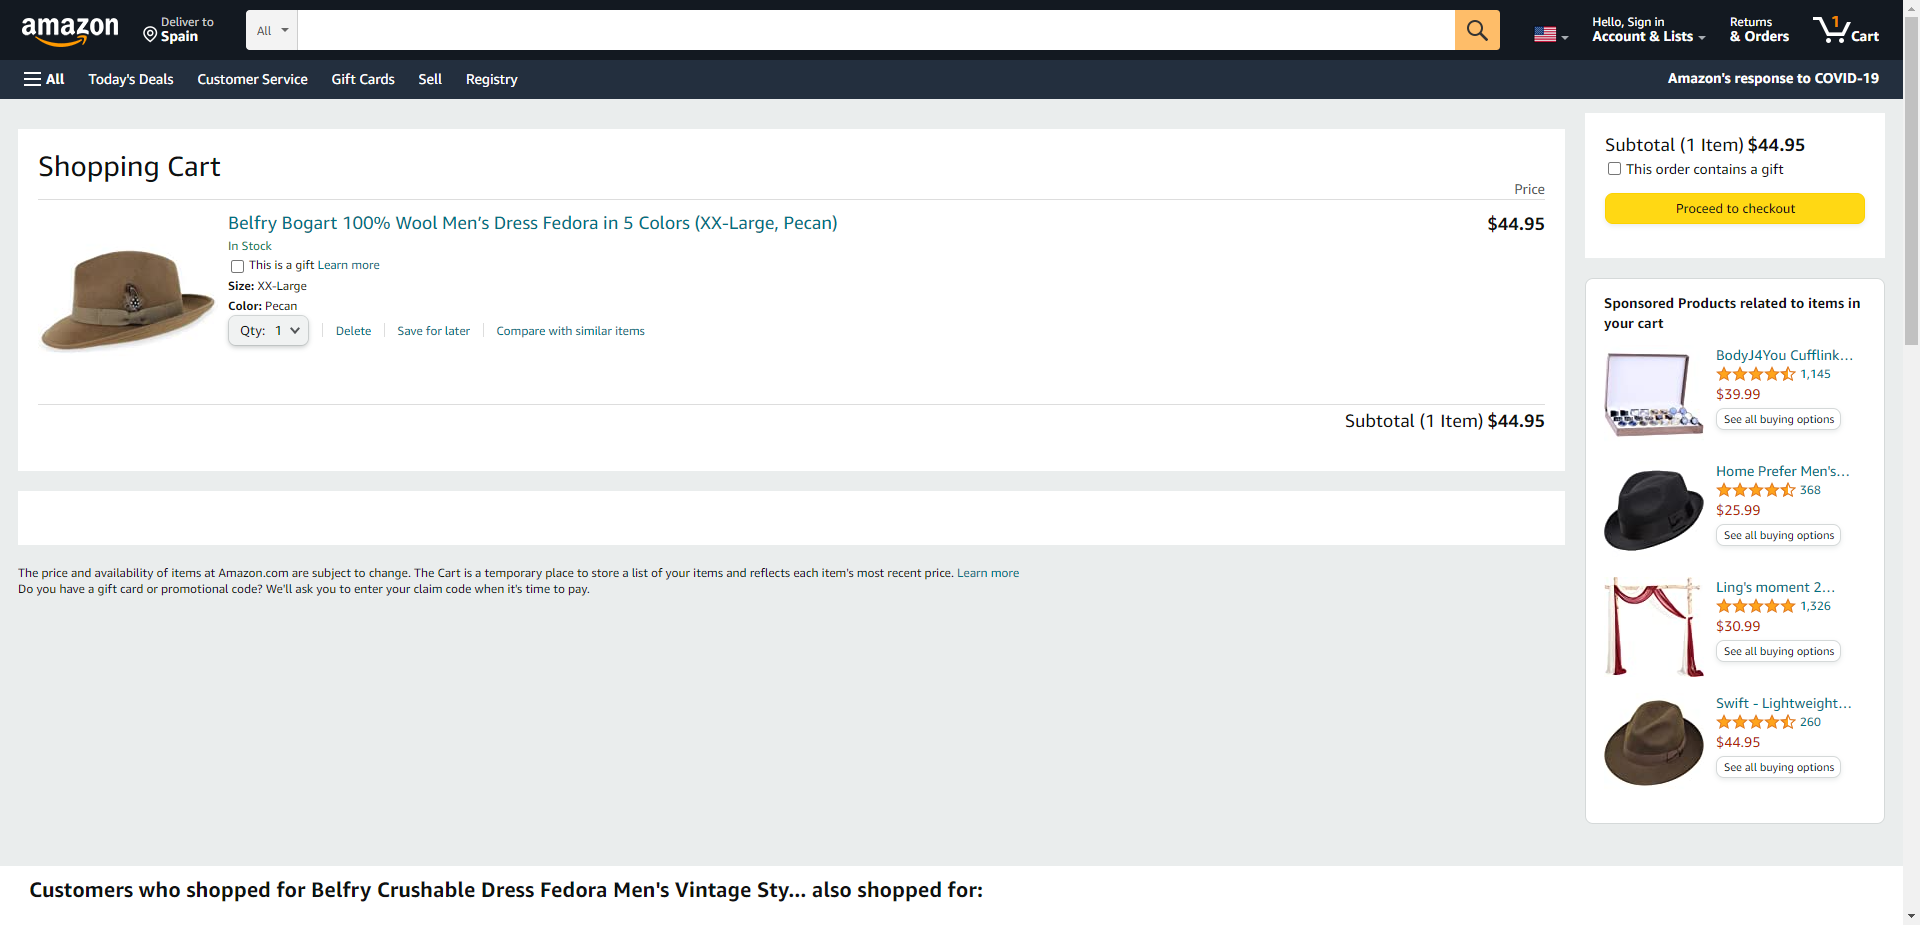 amazon
Deliver to
Spain
All
Hello, Sign in
Account & Lists
Returns
& Orders
1
Cart
All
Today's Deals
Customer Service
Gift Cards
Sell
Registry
Amazon's response to COVID-19
Shopping Cart
Price
Belfry Bogart 100% Wool Men’s Dress Fedora in 5 Colors (XX-Large, Pecan)
$44.95
In Stock
This is a gift Learn more
Size: XX-Large
Color: Pecan
Qty: 1
Delete
Save for later
Compare with similar items
Subtotal (1 Item) $44.95
The price and availability of items at Amazon.com are subject to change. The Cart is a temporary place to store a list of your items and reflects each item's most recent price. Learn more
Do you have a gift card or promotional code? We'll ask you to enter your claim code when it's time to pay.
Subtotal (1 Item) $44.95
This order contains a gift
Proceed to checkout
Sponsored Products related to items in
your cart
BodyJ4You Cufflink...
1,145
$39.99
See all buying options
Home Prefer Men's...
368
$25.99
See all buying options
Ling's moment 2...
1,326
$30.99
See all buying options
Swift - Lightweight...
260
$44.95
See all buying options
Customers who shopped for Belfry Crushable Dress Fedora Men's Vintage Sty... also shopped for: